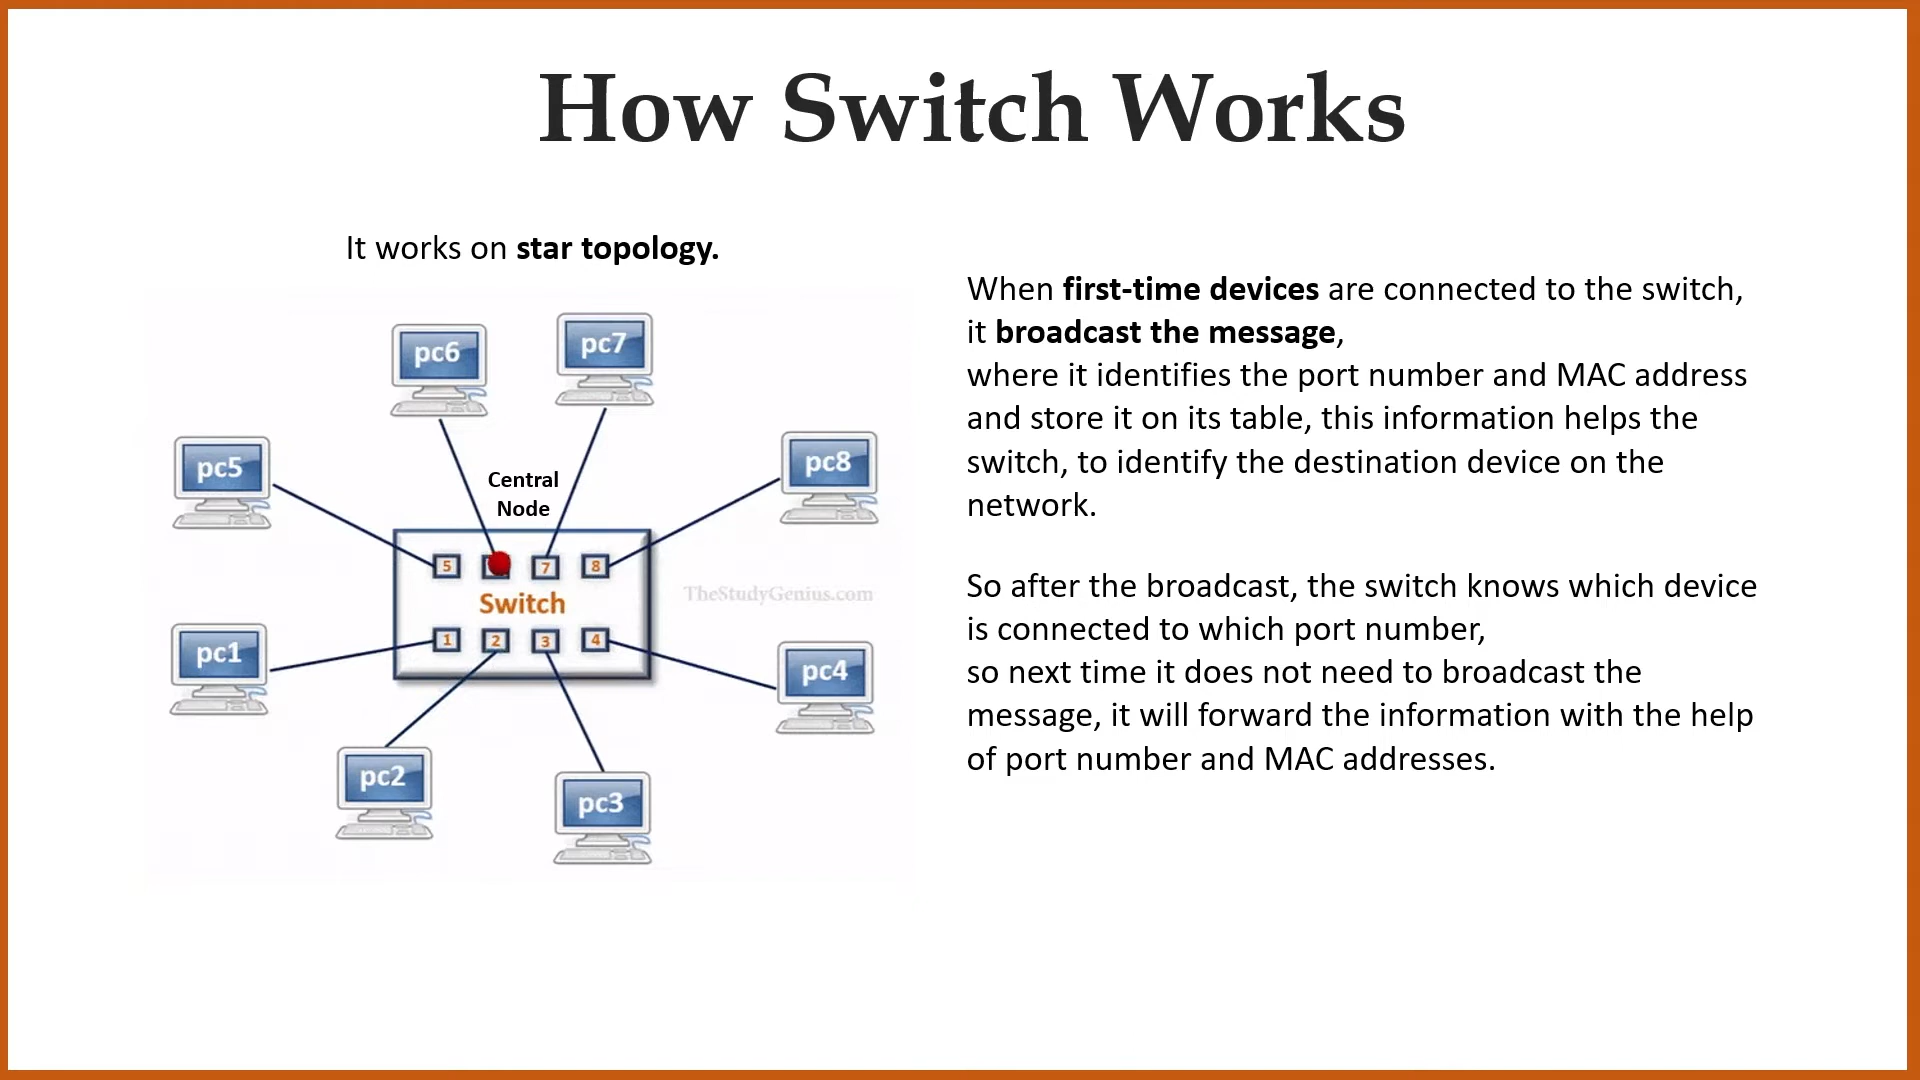 How Switch Works
It works on star topology.
When first-time devices are connected to the switch,
it broadcast the message,
where it identifies the port number and MAC address
and store it on its table, this information helps the
switch, to identify the destination device on the
network.
So after the broadcast, the switch knows which device
is connected to which port number,
so next time it does not need to broadcast the
message, it will forward the information with the help
of port number and MAC addresses.
pc6
pc7
pc5
pc8
Central
Node
5
7
8
Switch
TheStudyGenius.com
1
2
3
4
pc1
pc4
pc2
pc3